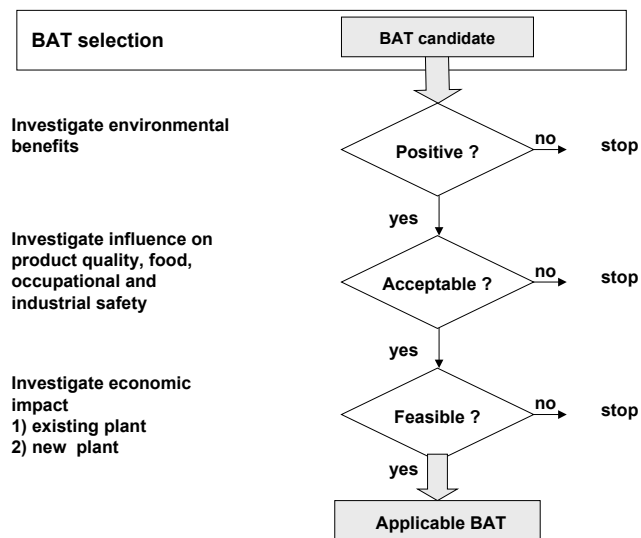 BAT selection
BAT candidate
Investigate environmental
benefits
Positive ?
no
stop
yes
Investigate influence on
product quality, food,
occupational and
industrial safety
Acceptable ?
no
stop
yes
Investigate economic
impact
1) existing plant
2) new plant
Feasible ?
no
stop
yes
Applicable BAT